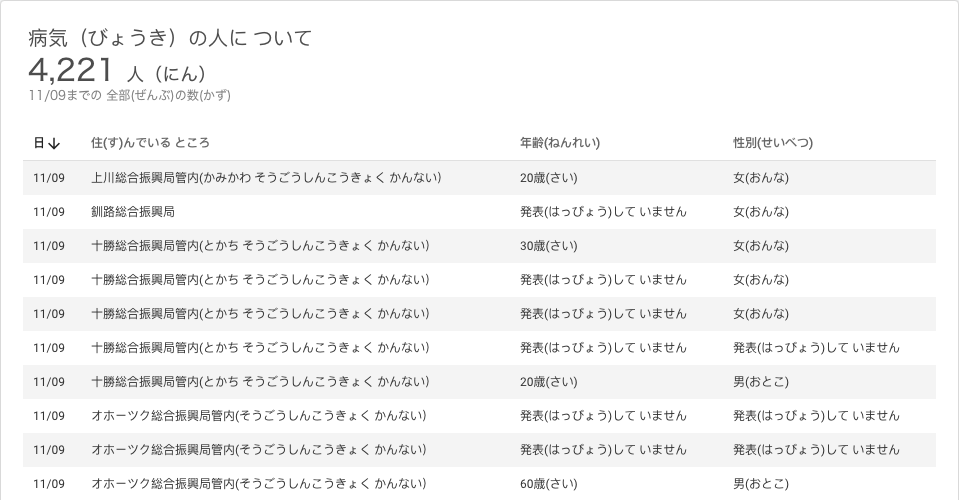 病気（びょうき）の人に ついて
4,221 人（にん）
11/09までの 全部(ぜんぶ)の数(かず)
日↓ 住(す)んでいる ところ 年齢(ねんれい) 性別(せいべつ)
11/09 上川総合振興局管内(かみかわ そうごうしんこうきょく かんない) 20歳(さい) 女(おんな)
11/09 釧路総合振興局 発表(はっぴょう)して いません 女(おんな)
11/09 十勝総合振興局管内(とかち そうごうしんこうきょく かんない) 30歳(さい) 女(おんな)
11/09 十勝総合振興局管内(とかち そうごうしんこうきょく かんない) 発表(はっぴょう)して いません 女(おんな)
11/09 十勝総合振興局管内(とかち そうごうしんこうきょく かんない) 発表(はっぴょう)して いません 女(おんな)
11/09 十勝総合振興局管内(とかち そうごうしんこうきょく かんない) 発表(はっぴょう)して いません 発表(はっぴょう)して いません
11/09 十勝総合振興局管内(とかち そうごうしんこうきょく かんない) 20歳(さい) 男(おとこ)
11/09 オホーツク総合振興局管内(そうごうしんこうきょく かんない) 発表(はっぴょう)して いません 発表(はっぴょう)して いません
11/09 オホーツク総合振興局管内(そうごうしんこうきょく かんない) 発表(はっぴょう)して いません 発表(はっぴょう)して いません
11/09 オホーツク総合振興局管内(そうごうしんこうきょく かんない) 60歳(さい) 男(おとこ)